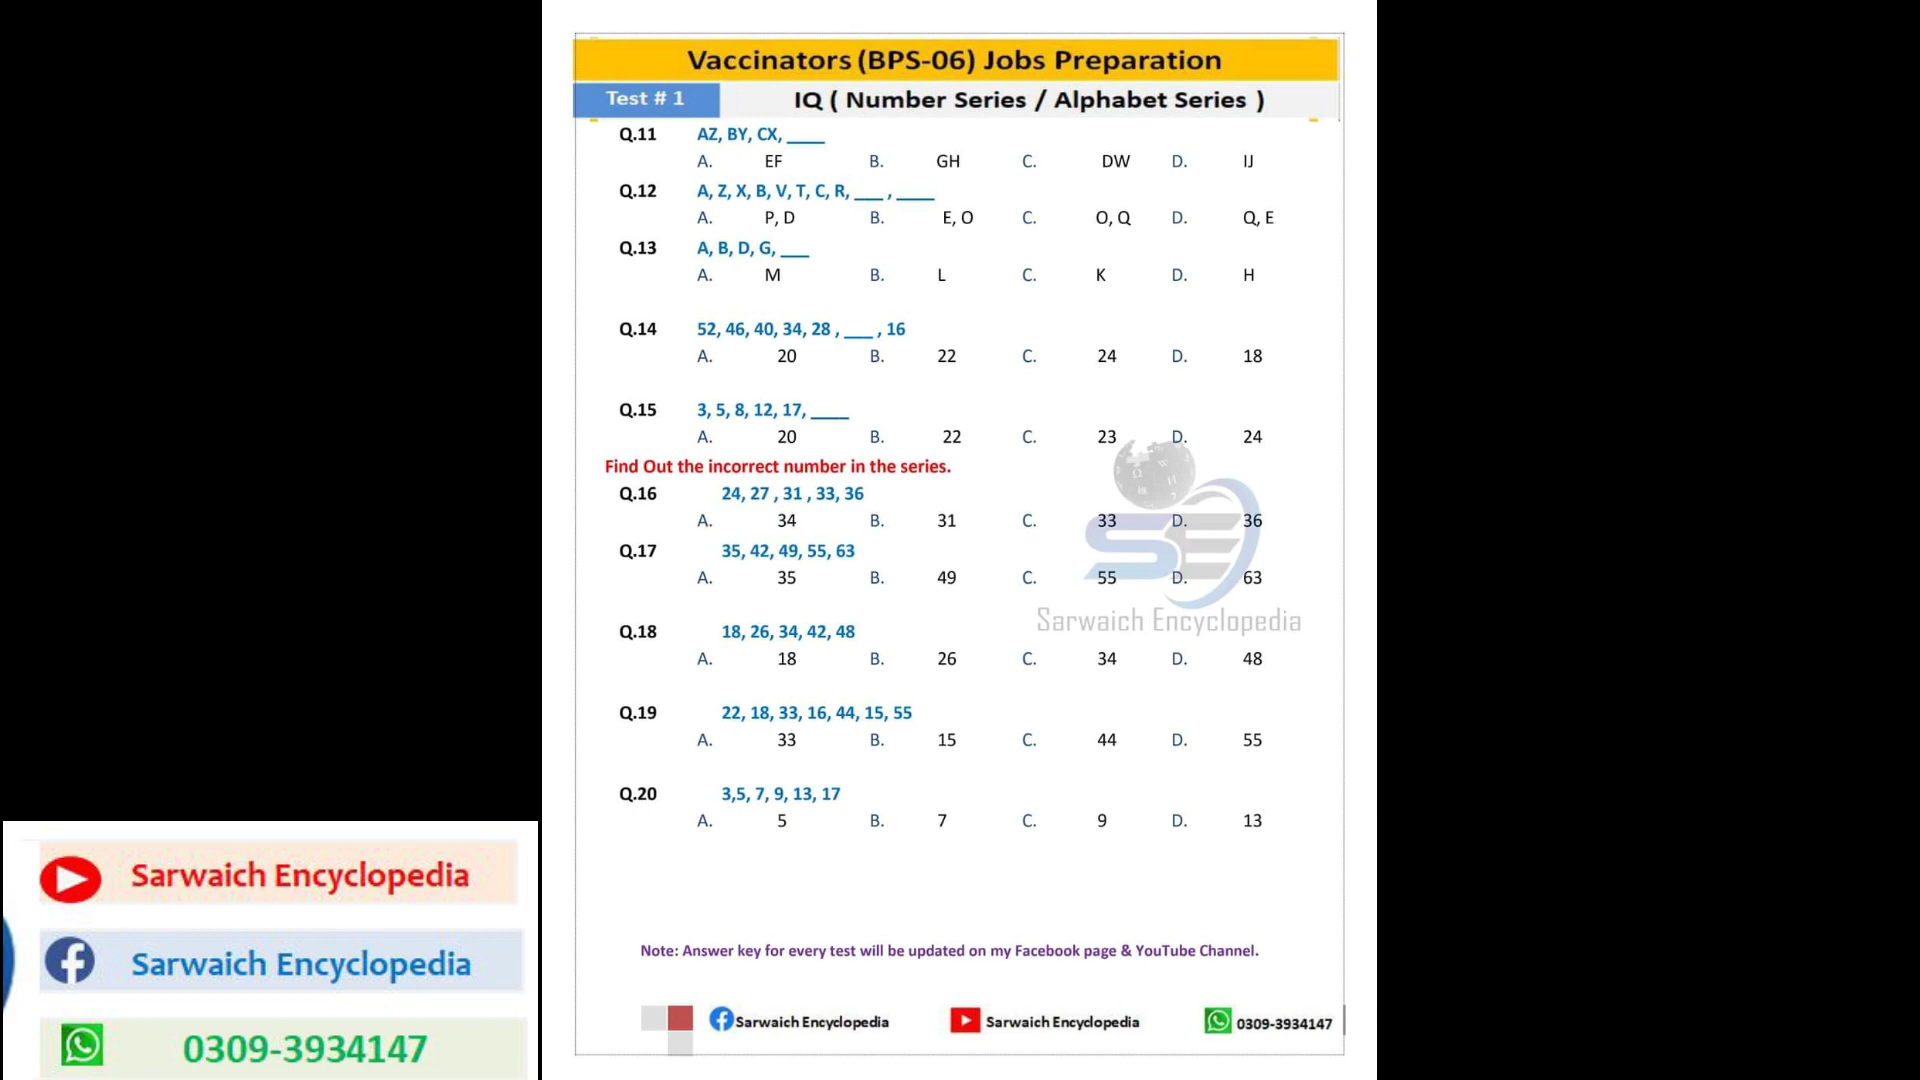 Vaccinators (BPS-06) Jobs Preparation
Test # 1 IQ ( Number Series / Alphabet Series )
Q.11 AZ, BY, CX, ____
A. EF B. GH C. DW D. IJ
Q.12 A, Z, X, B, V, T, C, R, ___ , ____
A. P, D B. E, O C. O, Q D. Q, E
Q.13 A, B, D, G, ___
A. M B. L C. K D. H
Q.14 52, 46, 40, 34, 28 , ___ , 16
A. 20 B. 22 C. 24 D. 18
Q.15 3, 5, 8, 12, 17, ____
A. 20 B. 22 C. 23 D. 24
Find Out the incorrect number in the series.
Q.16 24, 27 , 31 , 33, 36
A. 34 B. 31 C. 33 D. 36
Q.17 35, 42, 49, 55, 63
A. 35 B. 49 C. 55 D. 63
SE
Sarwaich Encyclopedia
Q.18 18, 26, 34, 42, 48
A. 18 B. 26 C. 34 D. 48
Q.19 22, 18, 33, 16, 44, 15, 55
A. 33 B. 15 C. 44 D. 55
Q.20 3,5, 7, 9, 13, 17
A. 5 B. 7 C. 9 D. 13
Note: Answer key for every test will be updated on my Facebook page & YouTube Channel.
Sarwaich Encyclopedia Sarwaich Encyclopedia 0309-3934147
Sarwaich Encyclopedia
Sarwaich Encyclopedia
0309-3934147